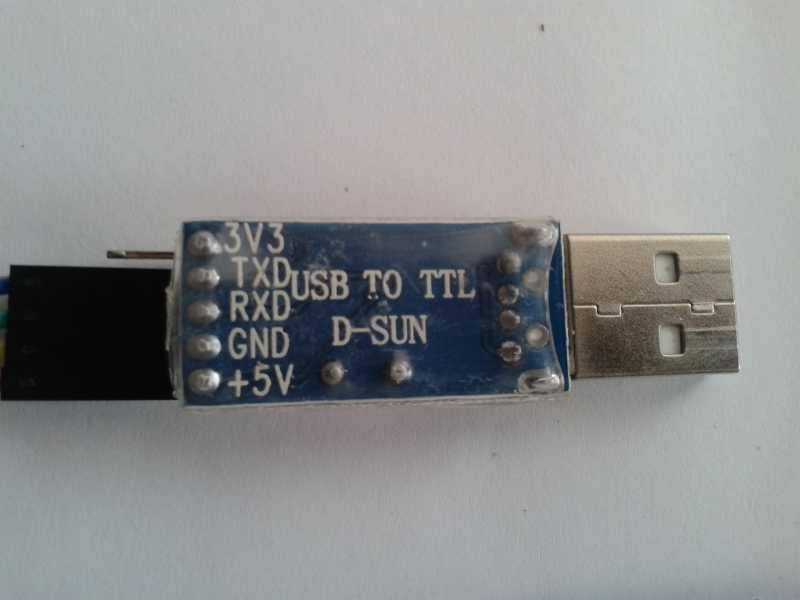 3V3
TXD
RXD
GND
+5V
USB TO TTL
D-SUN